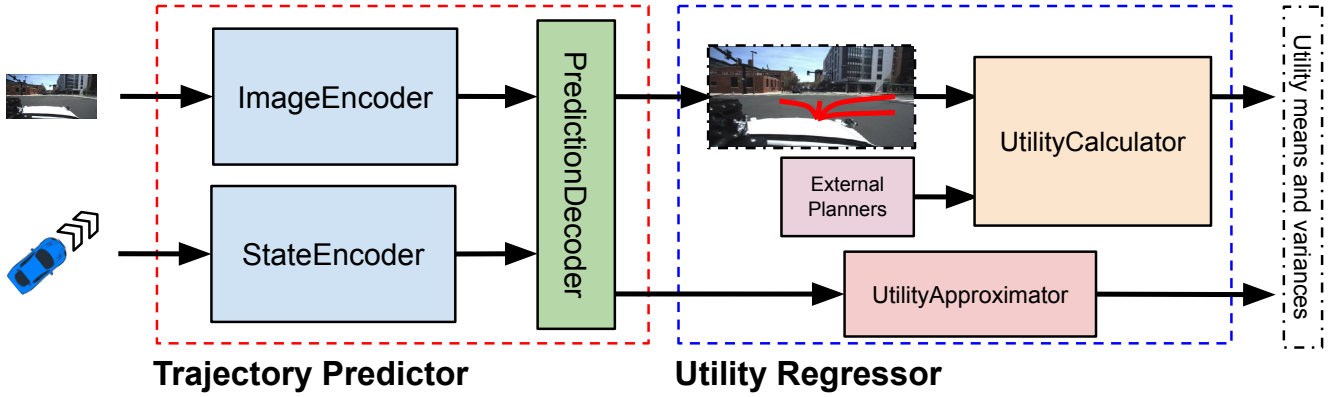 ImageEncoder
StateEncoder
PredictionDecoder
External
Planners
UtilityCalculator
UtilityApproximator
Utility means and variances
Trajectory Predictor
Utility Regressor